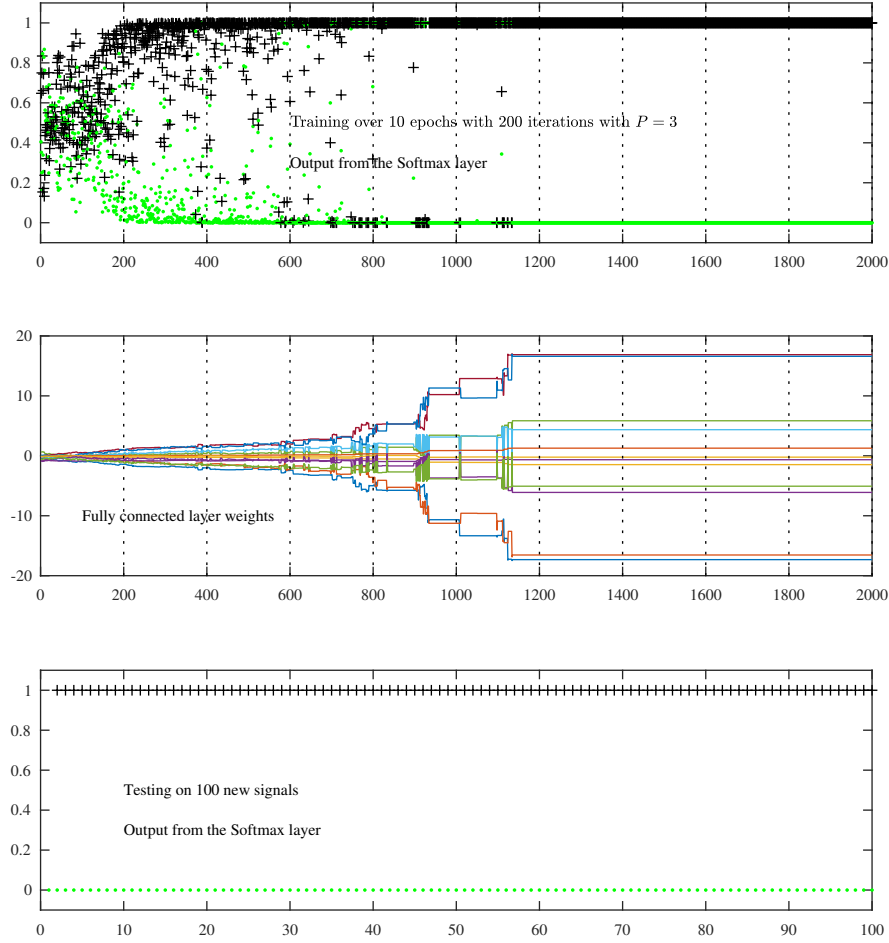 1
0.8
0.6
0.4
0.2
0
Training over 10 epochs with 200 iterations with P = 3
Output from the Softmax layer
0 200 400 600 800 1000 1200 1400 1600 1800 2000
20
10
0
-10
-20
Fully connected layer weights
0 200 400 600 800 1000 1200 1400 1600 1800 2000
1
0.8
0.6
0.4
0.2
0
Testing on 100 new signals
Output from the Softmax layer
0 10 20 30 40 50 60 70 80 90 100